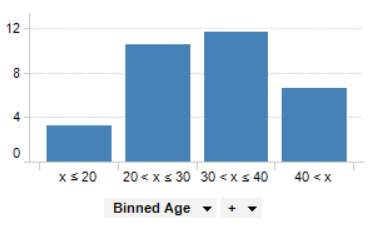 12
8
4
0
x ≤ 20 20 < x ≤ 30 30 < x ≤ 40 40 < x
Binned Age +